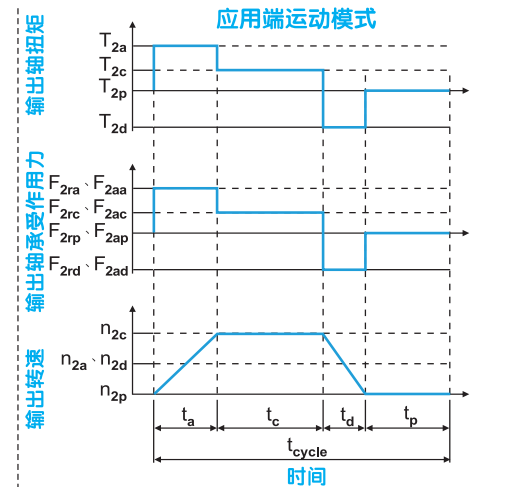 应用端运动模式
输出轴扭矩
T2a
T2c
T2p
T2d
输出轴承受作用力
F2ra、F2aa
F2rc、F2ac
F2rp、F2ap
F2rd、F2ad
输出转速
n2c
n2a、n2d
n2p
ta tc td tp
tcycle
时间